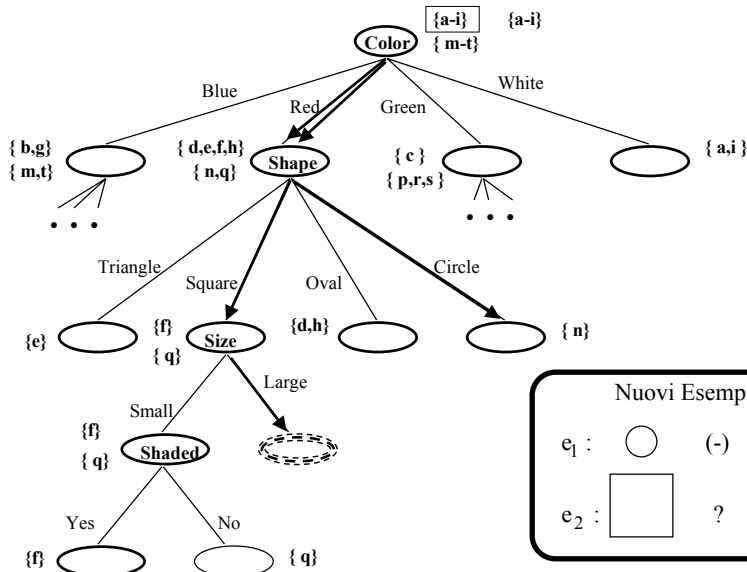 {a-i} {a-i}
Color { m-t}
Blue Red Green White
{ b,g} { d,e,f,h} { c } { a,i }
{ m,t} { n,q} Shape { p,r,s}
• • • • • •
Triangle Square Oval Circle
{e} {f} Size {d,h} { n}
{ q}
Small Large
{f}
{ q} Shaded
Yes No
{f} { q}
Nuovi Esemp
e1 : (-)
e2 : ?